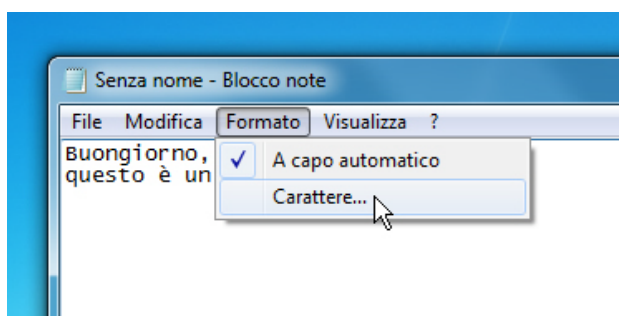 Senza nome - Blocco note
File Modifica Formato Visualizza ?
Buongiorno,
questo è un
A capo automatico
Carattere...